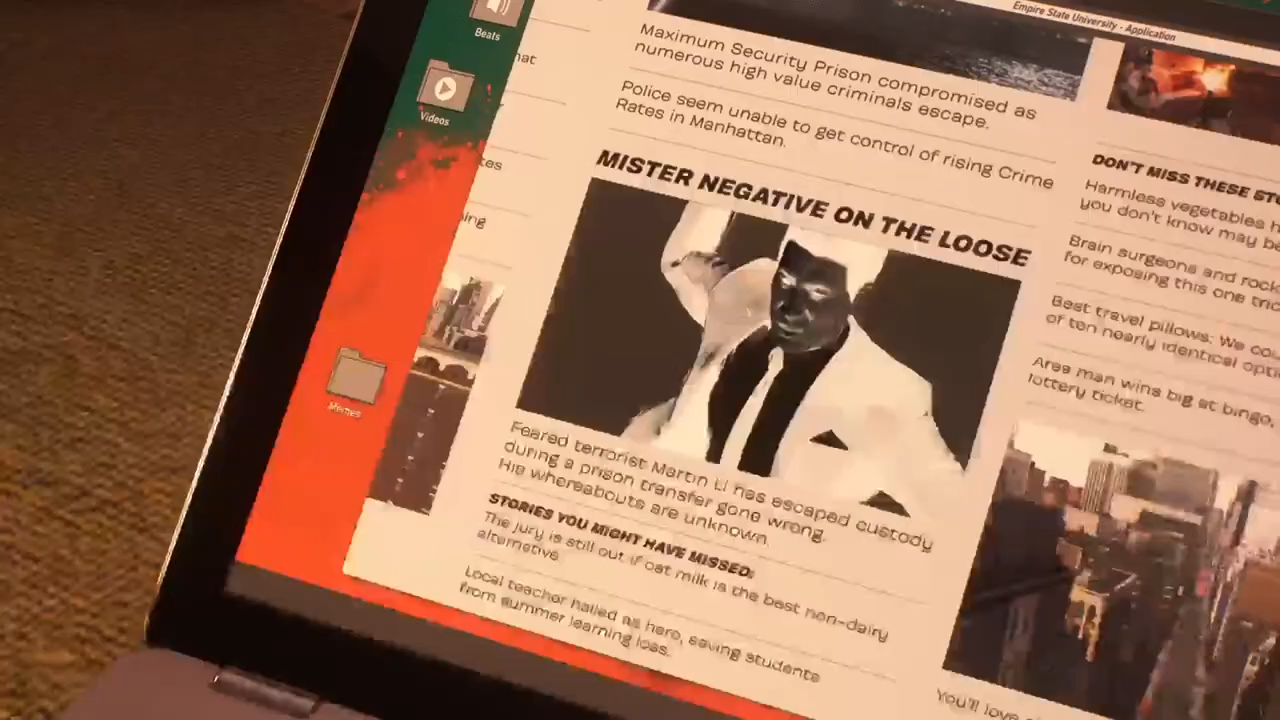 Empire State University - Application
Beats
Videos
Memes
Maximum Security Prison compromised as
numerous high value criminals escape.
Police seem unable to get control of rising Crime
Rates in Manhattan.
MISTER NEGATIVE ON THE LOOSE
Feared terrorist Martin Li has escaped custody
during a prison transfer gone wrong.
His whereabouts are unknown.
STORIES YOU MIGHT HAVE MISSED:
The jury is still out if oat milk is the best non-dairy
alternative.
Local teacher hailed as hero, saving students
from summer learning loss.
DON'T MISS THESE
Harmless vegetables
you don't know may be
Brain surgeons and
for exposing this one
Best travel pillows: We
of ten nearly identical
Area man wins big at bingo,
lottery ticket.
You'll love